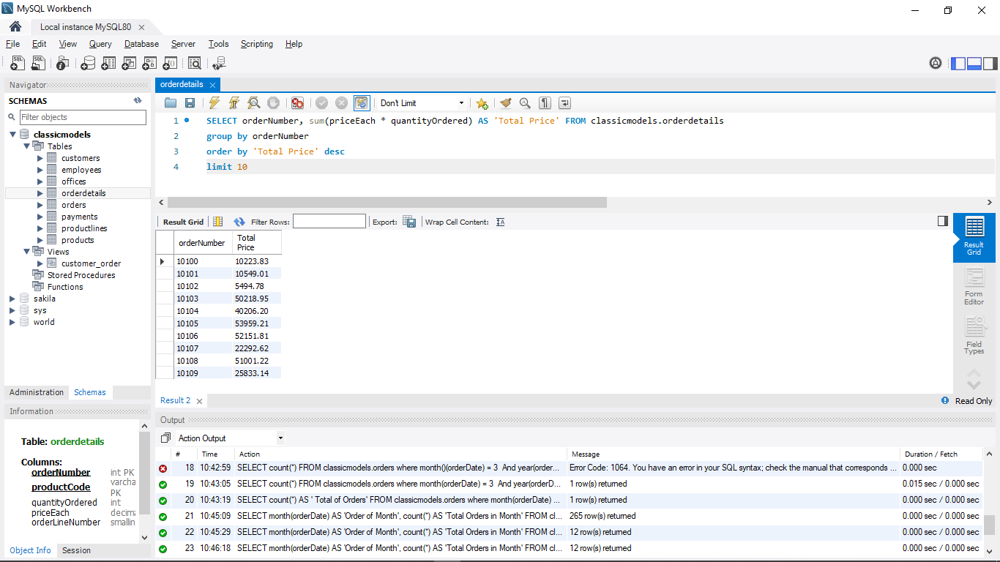 MySQL Workbench
Local instance MySQL80
File Edit View Query Database Server Tools Scripting Help
Navigator
SCHEMAS
Filter objects
classicmodels
Tables
customers
employees
offices
orderdetails
orders
payments
productlines
products
Views
customer_order
Stored Procedures
Functions
sakila
sys
world
Administration Schemas
Information
Table: orderdetails
Columns:
orderNumber int PK
productCode varcha
PK
quantityOrdered int
priceEach decima
orderLineNumber smallin
Object Info Session
orderdetails
Don't Limit
1 SELECT orderNumber, sum(priceEach * quantityOrdered) AS 'Total Price' FROM classicmodels.orderdetails
2 group by orderNumber
3 order by 'Total Price' desc
4 limit 10
Result Grid Filter Rows: Export: Wrap Cell Content:
orderNumber Total Price
10100 10223.83
10101 10549.01
10102 5494.78
10103 50218.95
10104 40206.20
10105 53959.21
10106 52151.81
10107 22292.62
10108 51001.22
10109 25833.14
Result Grid
Form Editor
Field Types
Result 2 Read Only
Output
Action Output
# Time Action Message Duration / Fetch
18 10:42:59 SELECT count(*) FROM classicmodels.orders where month()(orderDate) = 3 And year(order... Error Code: 1064. You have an error in your SQL syntax; check the manual that corresponds ... 0.000 sec
19 10:43:05 SELECT count(*) FROM classicmodels.orders where month(orderDate) = 3 And year(orderD... 1 row(s) returned 0.015 sec / 0.000 sec
20 10:43:19 SELECT count(*) AS ' Total of Orders' FROM classicmodels.orders where month(orderDate) ... 1 row(s) returned 0.000 sec / 0.000 sec
21 10:45:09 SELECT month(orderDate) AS 'Order of Month', count(*) AS 'Total Orders in Month' FROM cl... 265 row(s) returned 0.000 sec / 0.000 sec
22 10:45:29 SELECT month(orderDate) AS 'Order of Month', count(*) AS 'Total Orders in Month' FROM cl... 12 row(s) returned 0.000 sec / 0.000 sec
23 10:46:18 SELECT month(orderDate) AS 'Order of Month', count(*) AS 'Total Orders in Month' FROM cl... 12 row(s) returned 0.000 sec / 0.000 sec